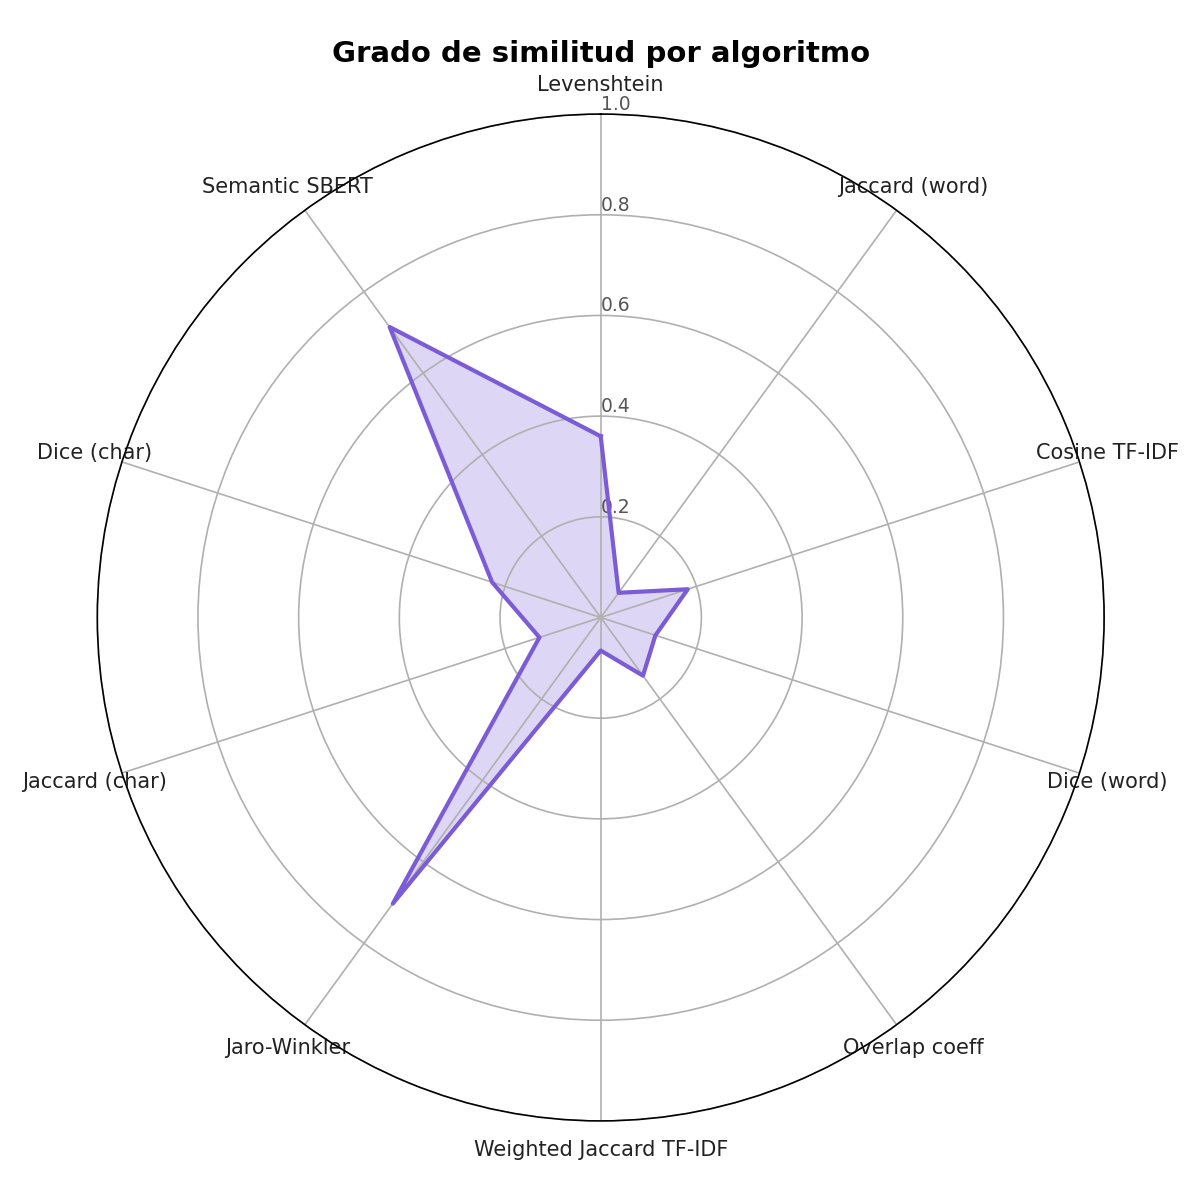 Grado de similitud por algoritmo
Levenshtein
1.0
Semantic SBERT
Jaccard (word)
0.8
0.6
0.4
Dice (char)
Cosine TF-IDF
0.2
Jaccard (char)
Dice (word)
Jaro-Winkler
Overlap coeff
Weighted Jaccard TF-IDF